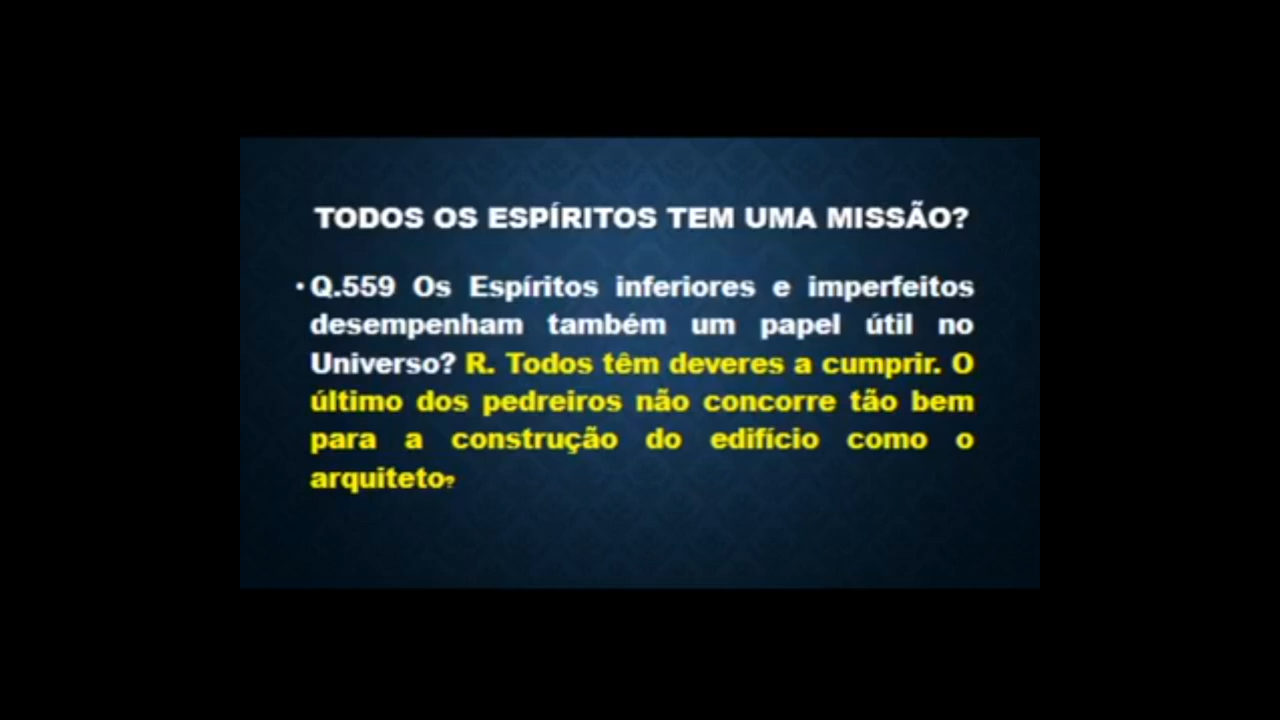 TODOS OS ESPÍRITOS TEM UMA MISSÃO?
• Q.559 Os Espíritos inferiores e imperfeitos
desempenham também um papel útil no
Universo? R. Todos têm deveres a cumprir. O
último dos pedreiros não concorre tão bem
para a construção do edifício como o
arquiteto?